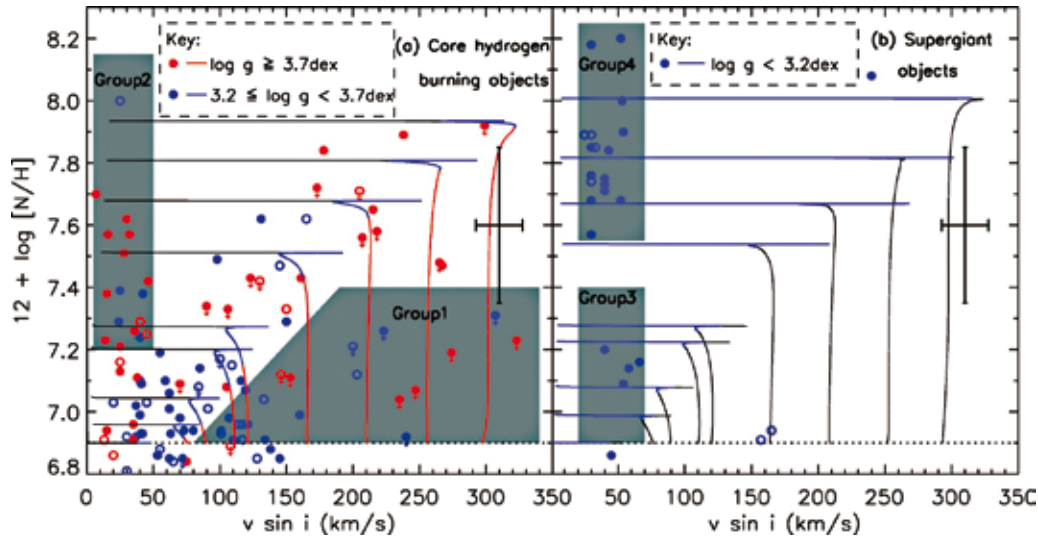 Key:
log g ≥ 3.7dex
3.2 ≤ log g < 3.7dex
(a) Core hydrogen
burning objects
Group2
Group1
Key:
log g < 3.2dex
(b) Supergiant
objects
Group4
Group3
12 + log [N/H]
8.2
8.0
7.8
7.6
7.4
7.2
7.0
6.8
0 50 100 150 200 250 300 350
0 50 100 150 200 250 300 350
v sin i (km/s)
v sin i (km/s)